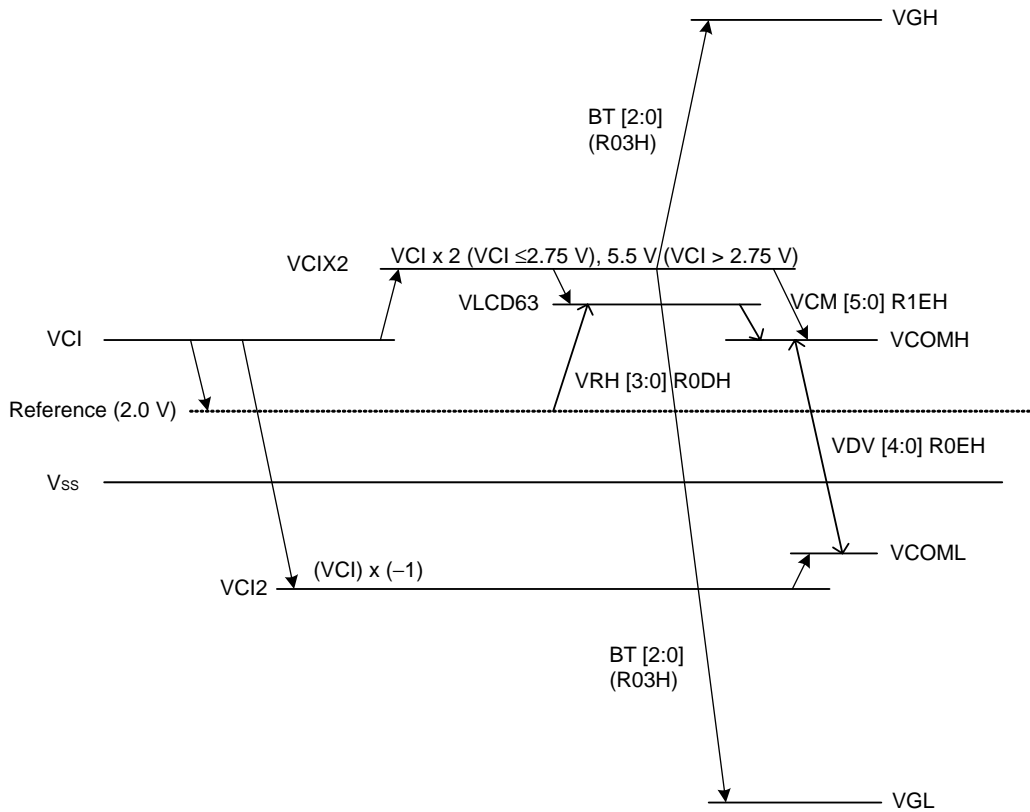 VGH
BT [2:0]
(R03H)
VCI x 2 (VCI ≤2.75 V), 5.5 V (VCI > 2.75 V)
VCIX2
VLCD63
VCM [5:0] R1EH
VCI
VCOMH
VRH [3:0] R0DH
Reference (2.0 V)
VDV [4:0] R0EH
VSS
VCOML
(VCI) x (−1)
VCI2
BT [2:0]
(R03H)
VGL